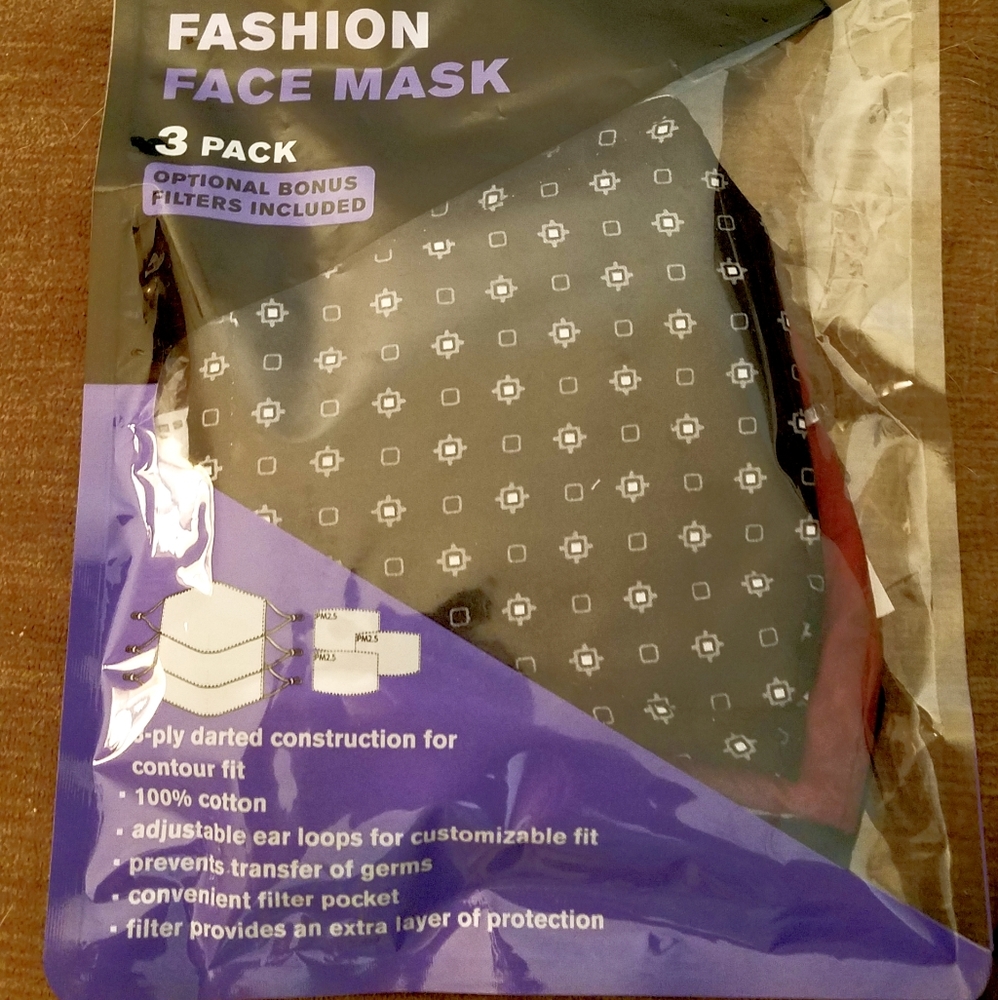 FASHION
FACE MASK
3 PACK
OPTIONAL BONUS
FILTERS INCLUDED
PM2.5
PM2.5
PM2.5
-ply darted construction for
contour fit
· 100% cotton
· adjustable ear loops for customizable fit
· prevents transfer of germs
· convenient filter pocket
· filter provides an extra layer of protection